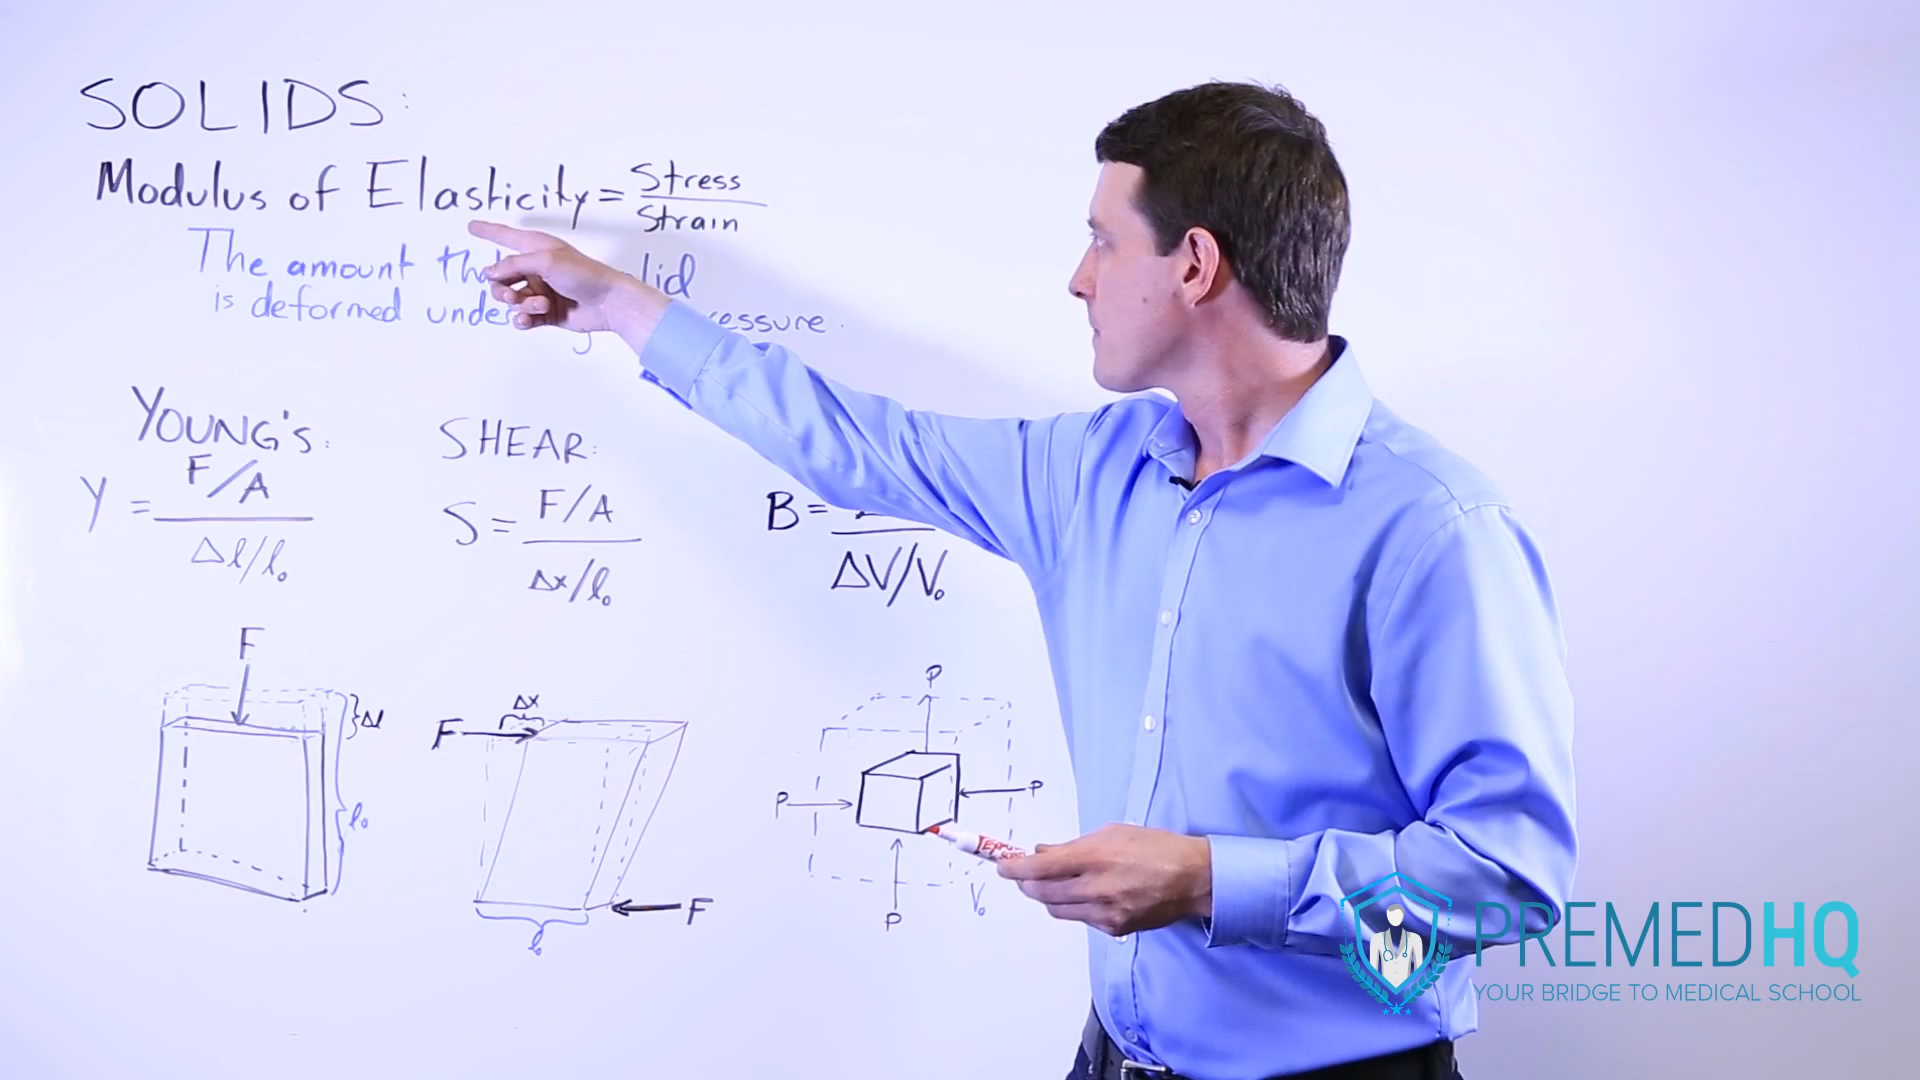 SOLIDS:
Modulus of Elasticity = Stress
Strain
The amount
is deformed
YOUNG'S:
Y = F/A
Δl/l₀
SHEAR:
S = F/A
Δx/l₀
B =
ΔV/V₀
F
Δl
l₀
Δx
F
F
l₀
P
P
P
P
V₀
EXPO
PREMEDHQ
YOUR BRIDGE TO MEDICAL SCHOOL